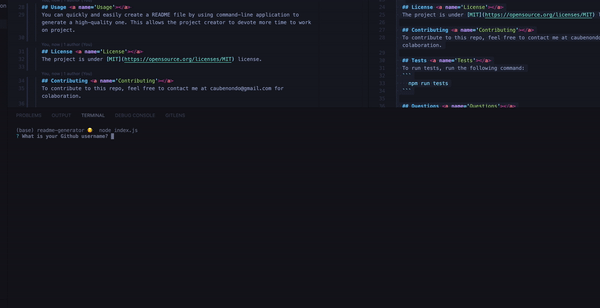 ## Usage <a name='Usage'></a>
You can quickly and easily create a README file by using command-line application to
generate a high-quality one. This allows the project creator to devote more time to work
on project.
## License <a name='License'></a>
The project is under [MIT](https://opensource.org/licenses/MIT) license.
## Contributing <a name='Contributing'></a>
To contribute to this repo, feel free to contact me at caubenondo@gmail.com for
colaboration.
## License <a name='License'></a>
The project is under [MIT](https://opensource.org/licenses/MIT)
## Contributing <a name='Contributing'></a>
To contribute to this repo, feel free to contact me at
colaboration.
## Tests <a name='Tests'></a>
To run tests, run the following command:
```
npm run tests
```
## Questions <a name='Questions'></a>
PROBLEMS OUTPUT TERMINAL DEBUG CONSOLE GITLENS
(base) readme-generator 😋 node index.js
? What is your Github username?